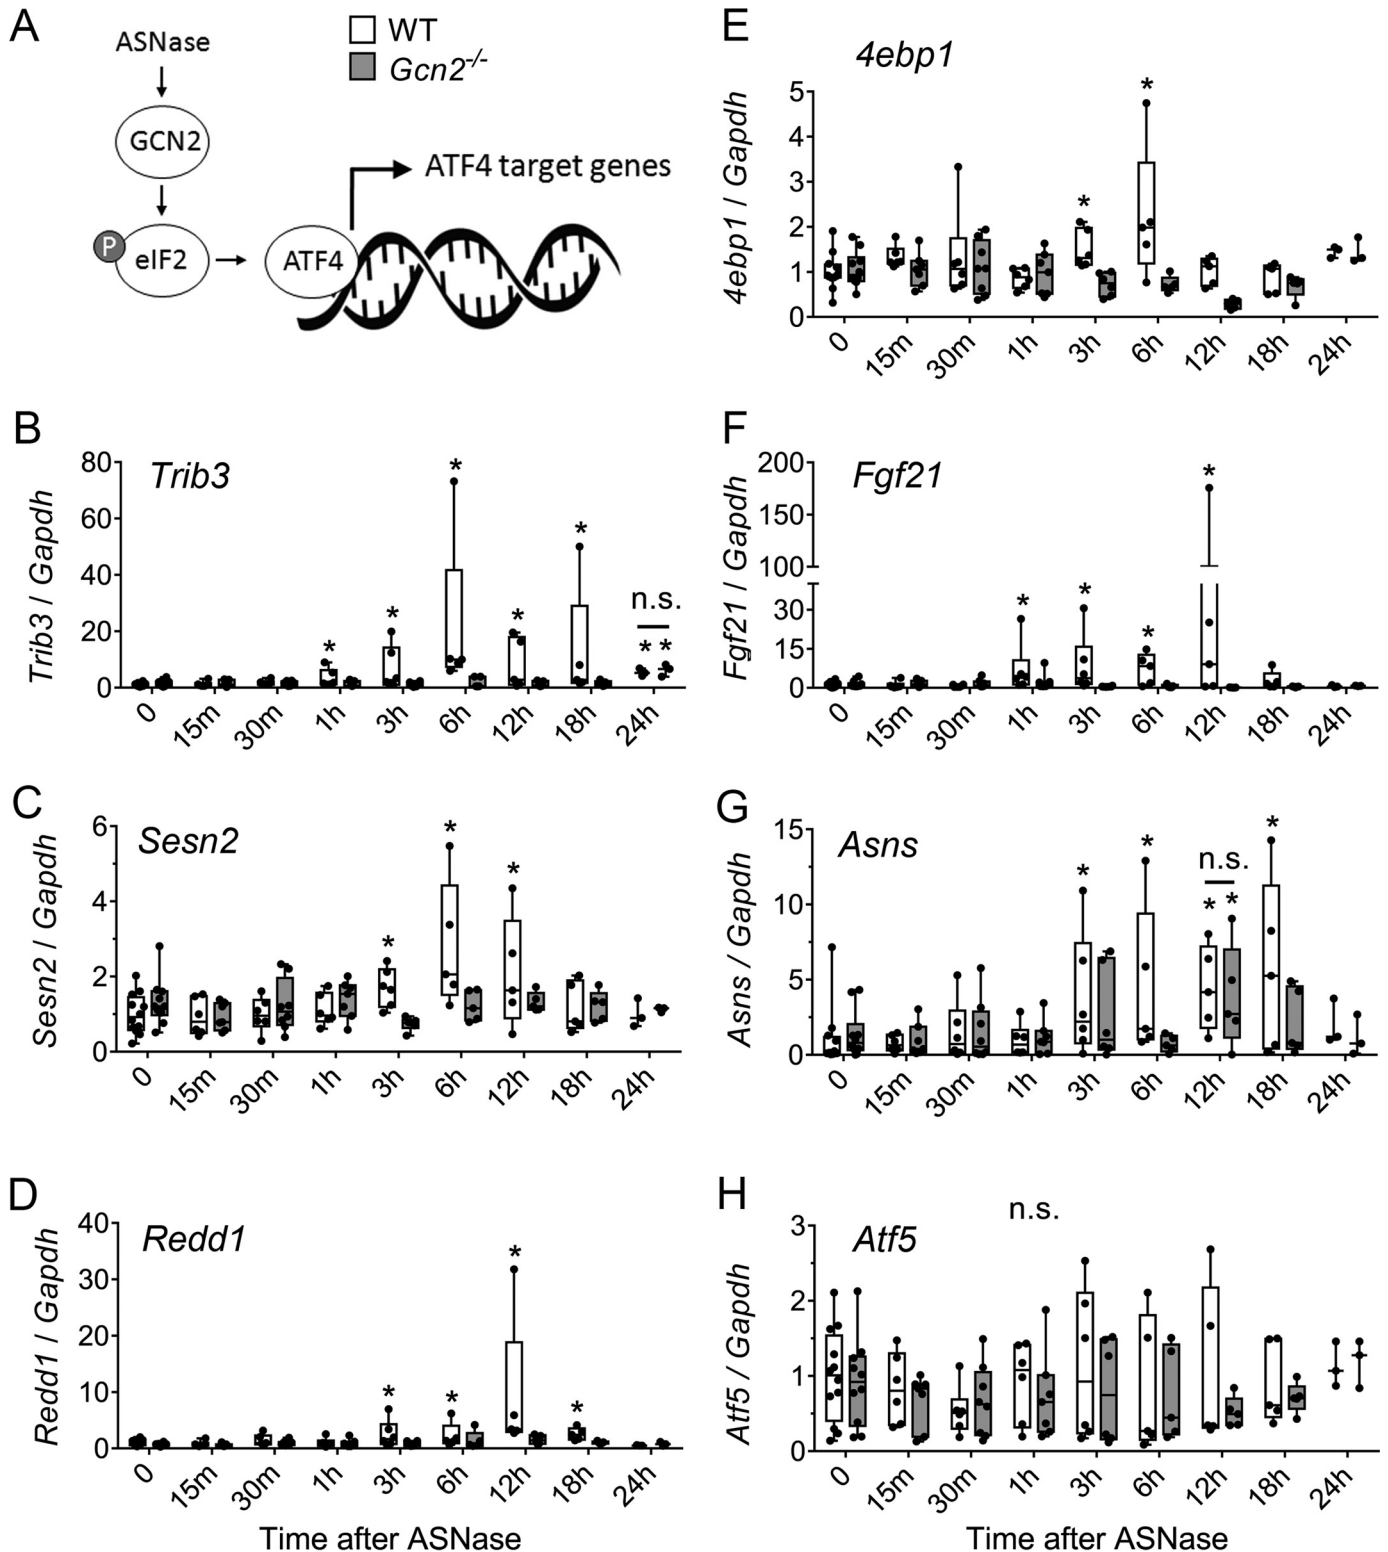 A
ASNase
WT
Gcn2-/-
GCN2
P
eIF2
ATF4
ATF4 target genes
B
Trib3
Trib3 / Gapdh
80
60
40
20
0
* * * * * n.s. * *
0 15m 30m 1h 3h 6h 12h 18h 24h
C
Sesn2
Sesn2 / Gapdh
6
4
2
0
* * *
0 15m 30m 1h 3h 6h 12h 18h 24h
D
Redd1
Redd1 / Gapdh
40
30
20
10
0
* * * *
0 15m 30m 1h 3h 6h 12h 18h 24h
Time after ASNase
E
4ebp1
4ebp1 / Gapdh
5
4
3
2
1
0
* *
0 15m 30m 1h 3h 6h 12h 18h 24h
F
Fgf21
Fgf21 / Gapdh
200
150
100
30
15
0
* * * *
0 15m 30m 1h 3h 6h 12h 18h 24h
G
Asns
Asns / Gapdh
15
10
5
0
* * n.s. * * *
0 15m 30m 1h 3h 6h 12h 18h 24h
H
n.s.
Atf5
Atf5 / Gapdh
3
2
1
0
0 15m 30m 1h 3h 6h 12h 18h 24h
Time after ASNase